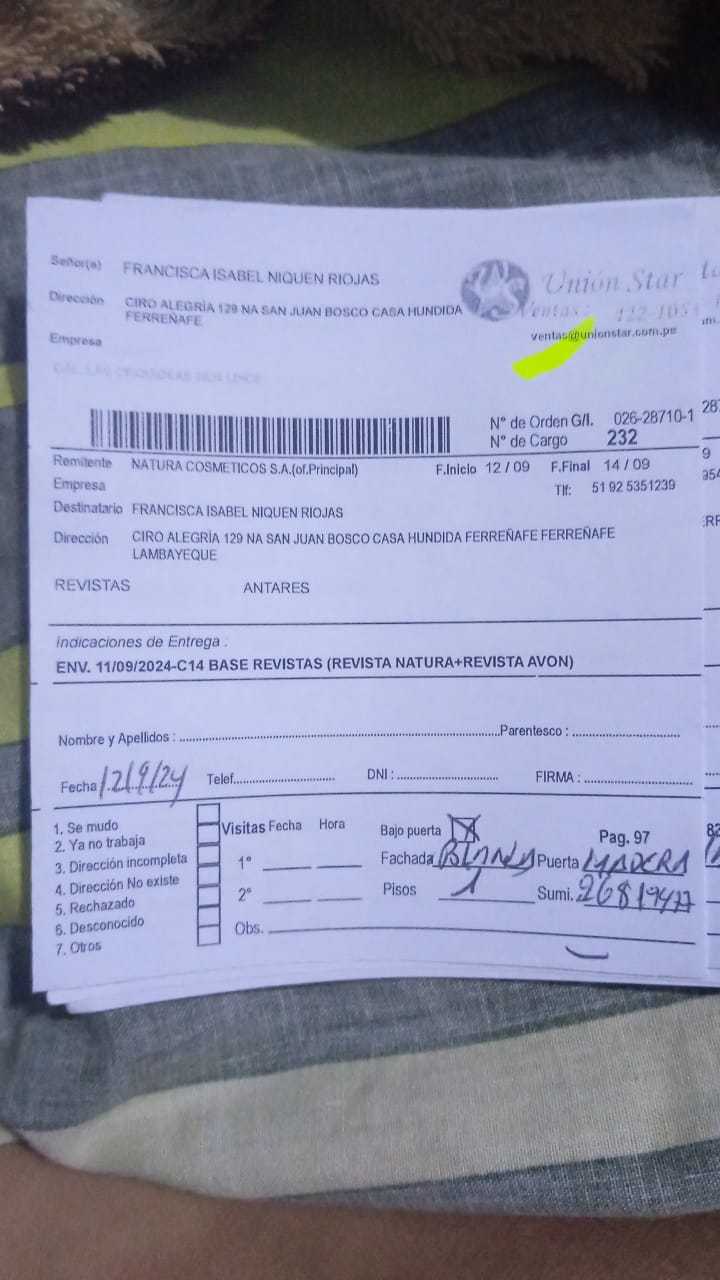 Señor(a) FRANCISCA ISABEL NIQUEN RIOJAS
Dirección CIRO ALEGRÍA 129 NA SAN JUAN BOSCO CASA HUNDIDA
FERREÑAFE
Empresa
Unión Star
Ventas:
ventas@unionstar.com.pe
N° de Orden G/I. 026-28710-1
N° de Cargo 232
Remitente NATURA COSMETICOS S.A.(of.Principal) F.Inicio 12 / 09 F.Final 14 / 09
Empresa Tlf: 51 92 5351239
Destinatario FRANCISCA ISABEL NIQUEN RIOJAS
Dirección CIRO ALEGRÍA 129 NA SAN JUAN BOSCO CASA HUNDIDA FERREÑAFE FERREÑAFE
LAMBAYEQUE
REVISTAS ANTARES
Indicaciones de Entrega :
ENV. 11/09/2024-C14 BASE REVISTAS (REVISTA NATURA+REVISTA AVON)
Nombre y Apellidos : Parentesco :
Fecha 12/9/24 Telef. DNI : FIRMA :
1. Se mudo
2. Ya no trabaja
3. Dirección incompleta
4. Dirección No existe
5. Rechazado
6. Desconocido
7. Otros
Visitas Fecha Hora
1°
2°
Obs.
Bajo puerta X Pag. 97
Fachada Puerta MADERA
Pisos 1 Sumi.